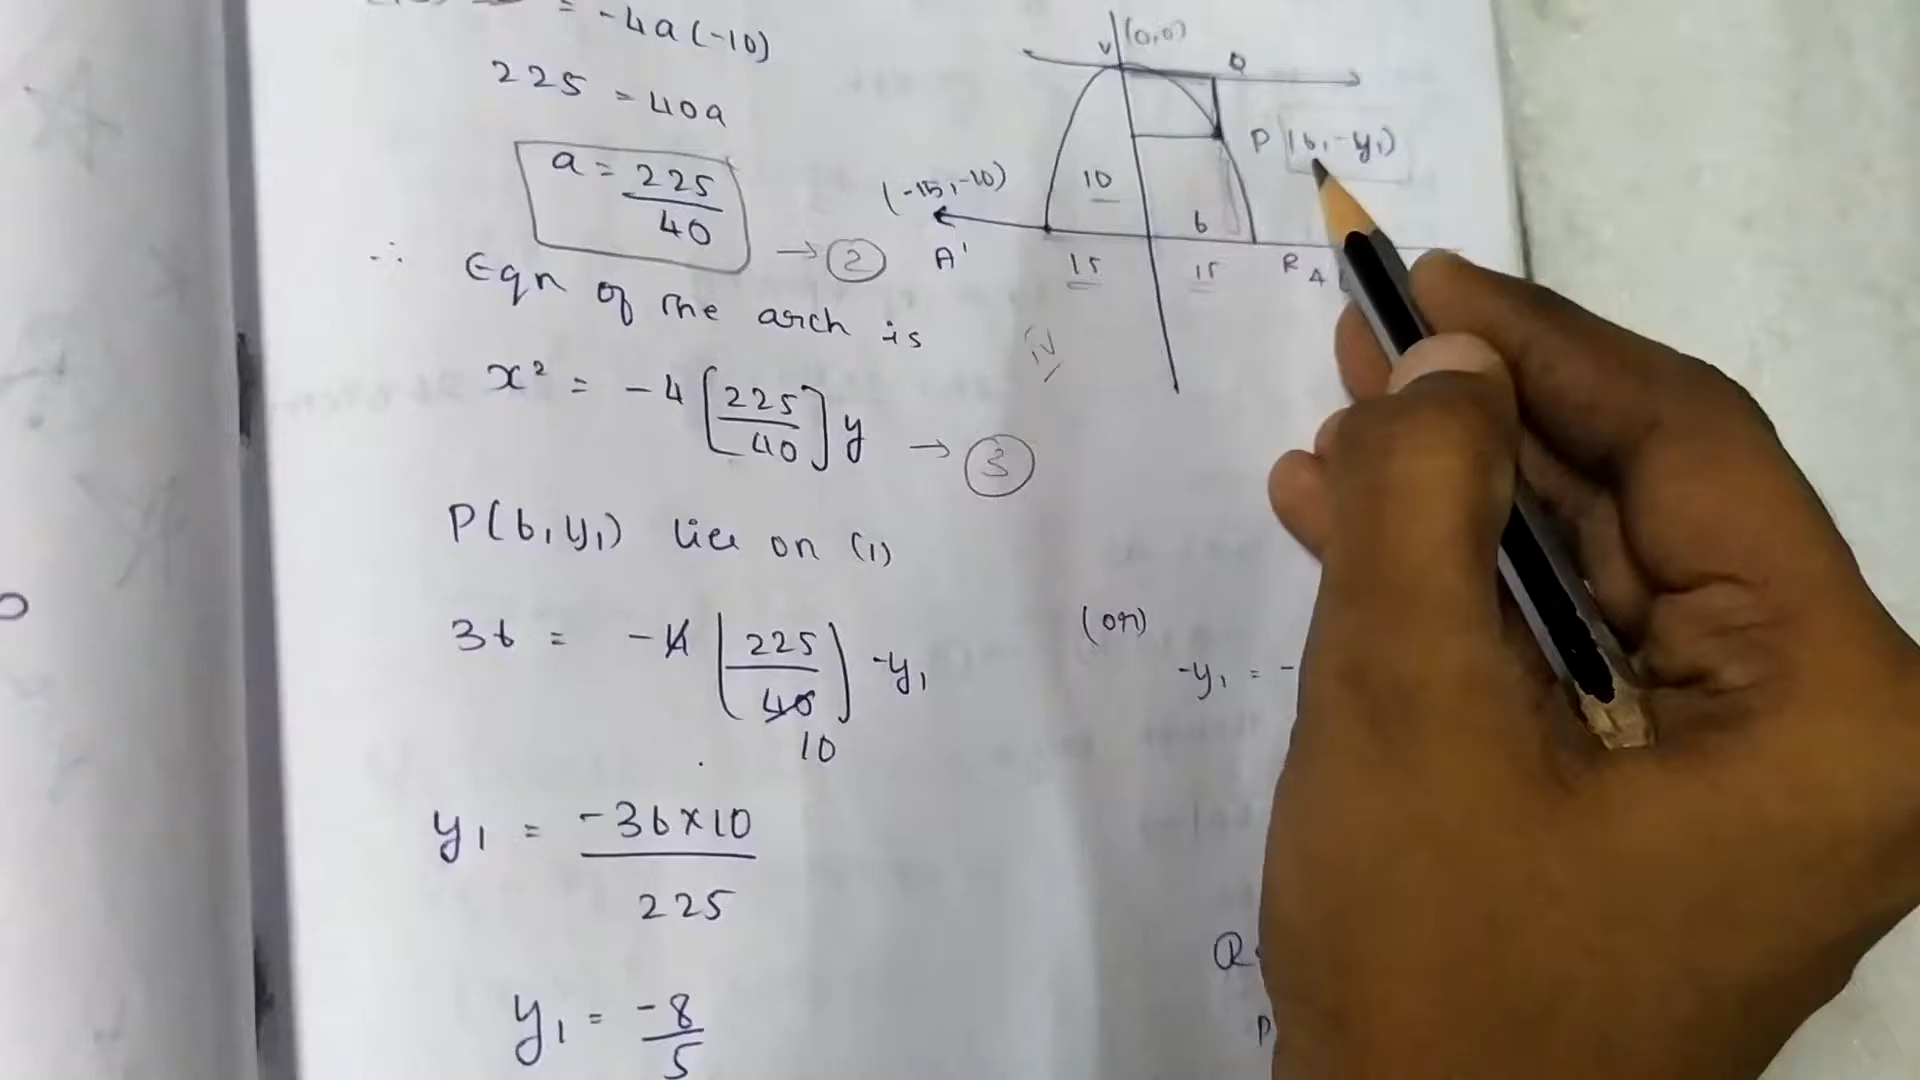 = -4a(-10)
225 = 40a
a = 225/40 → ②
∴ Eqn of the arch is
x² = -4 [225/40] y → ③
P(6, y₁) lies on (1)
36 = -4 (225/40) -y₁
10
y₁ = -36×10/225
y₁ = -8/5
V (0,0)
Q
P (6, -y₁)
(-15, -10)
10
6
A'
15
15
R A
iv
(or)
-y₁ = -